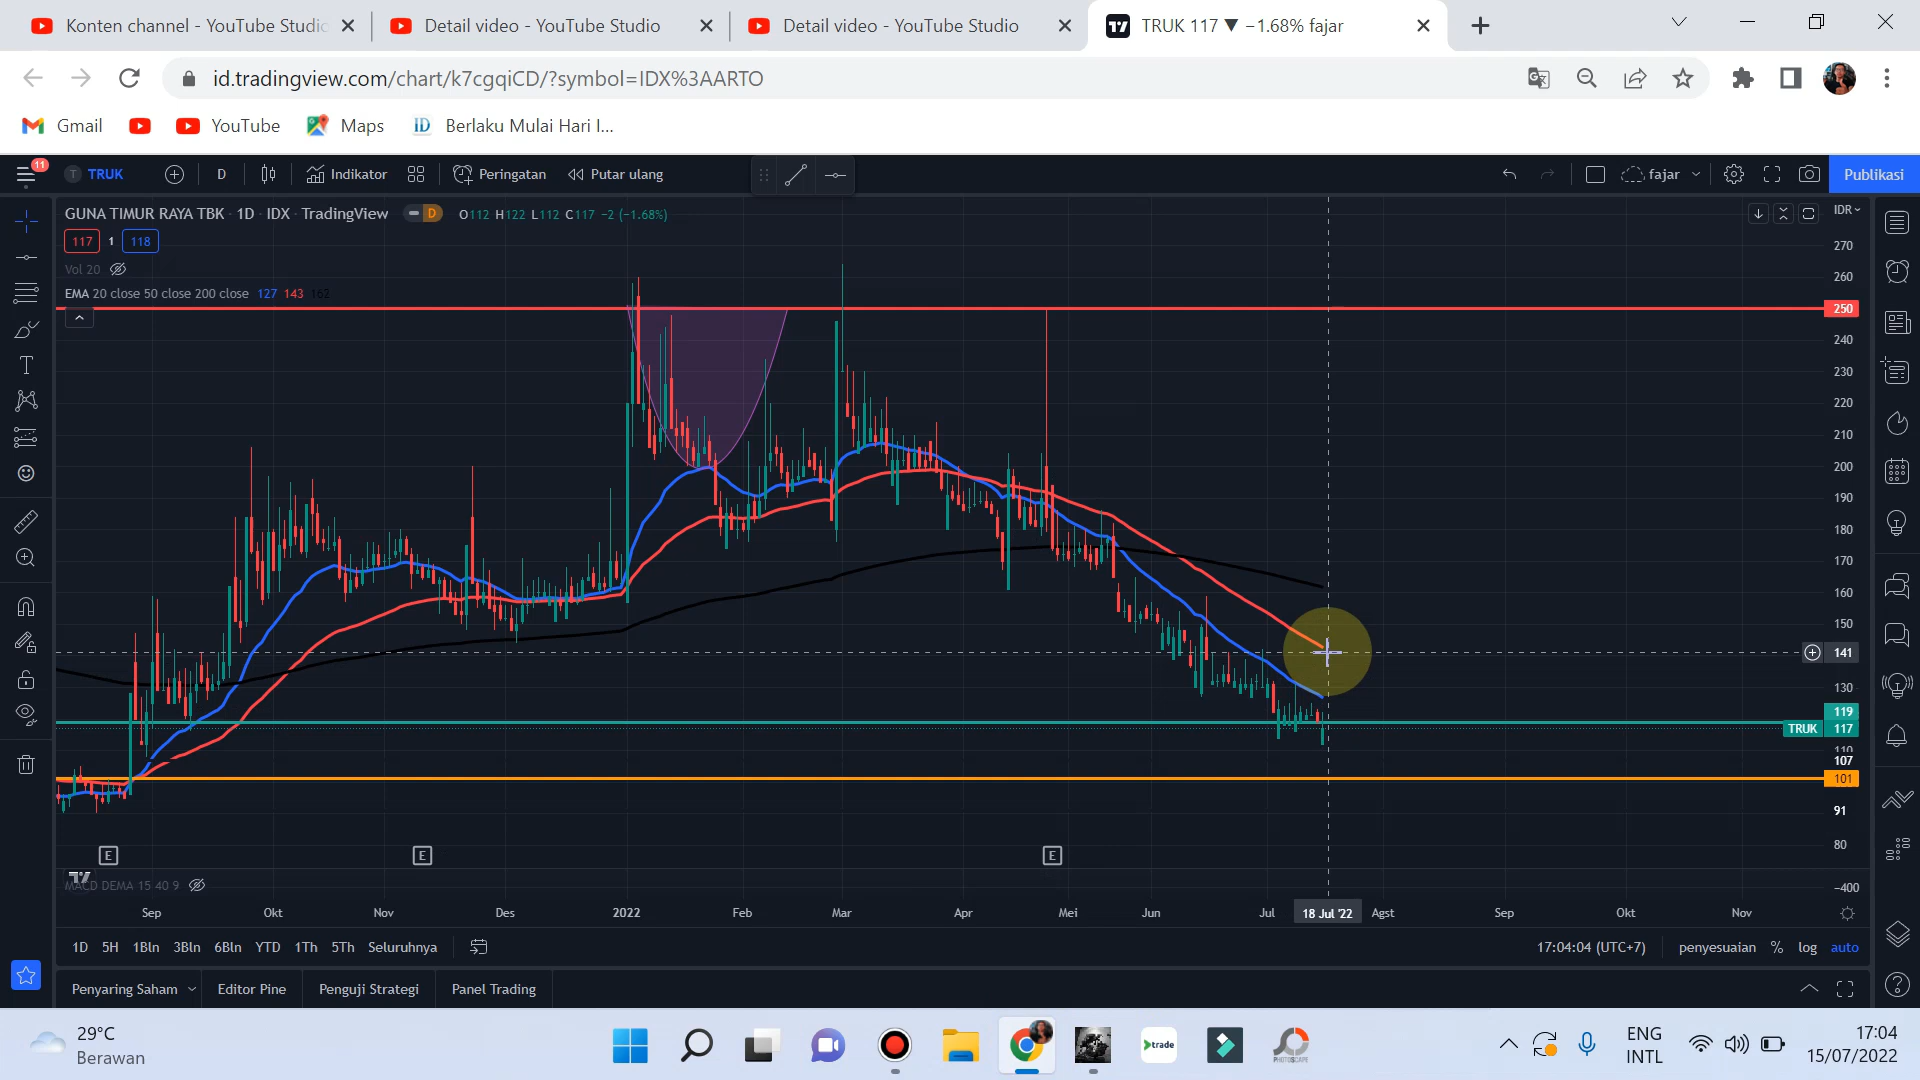 Konten channel - YouTube Studio
Detail video - YouTube Studio
Detail video - YouTube Studio
TRUK 117 ▼ −1.68% fajar
id.tradingview.com/chart/k7cgqiCD/?symbol=IDX%3AARTO
Gmail
YouTube
Maps
Berlaku Mulai Hari I...
11
TRUK
D
Indikator
Peringatan
Putar ulang
fajar
Publikasi
GUNA TIMUR RAYA TBK · 1D · IDX · TradingView
D
O112 H122 L112 C117 −2 (−1.68%)
IDR
117
1
118
Vol 20
EMA 20 close 50 close 200 close 127 143 162
270
260
250
240
230
220
210
200
190
180
170
160
150
141
130
119
TRUK 117
110
107
101
91
80
−400
E
E
E
MACD DEMA 15 40 9
Sep
Okt
Nov
Des
2022
Feb
Mar
Apr
Mei
Jun
Jul
18 Jul '22
Agst
Sep
Okt
Nov
1D
5H
1Bln
3Bln
6Bln
YTD
1Th
5Th
Seluruhnya
17:04:04 (UTC+7)
penyesuaian
%
log
auto
Penyaring Saham
Editor Pine
Penguji Strategi
Panel Trading
29°C
Berawan
trade
PHOTOSCAPE
ENG
INTL
17:04
15/07/2022